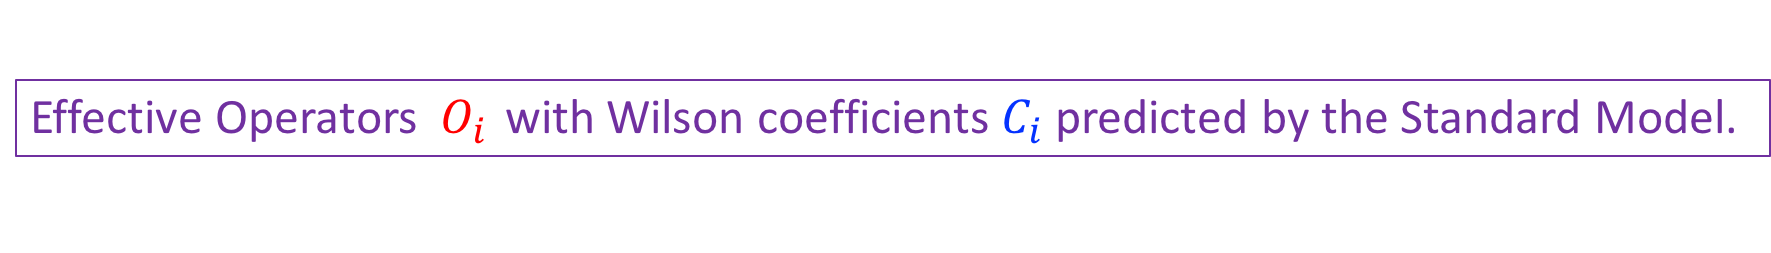 Effective Operators O_i with Wilson coefficients C_i predicted by the Standard Model.